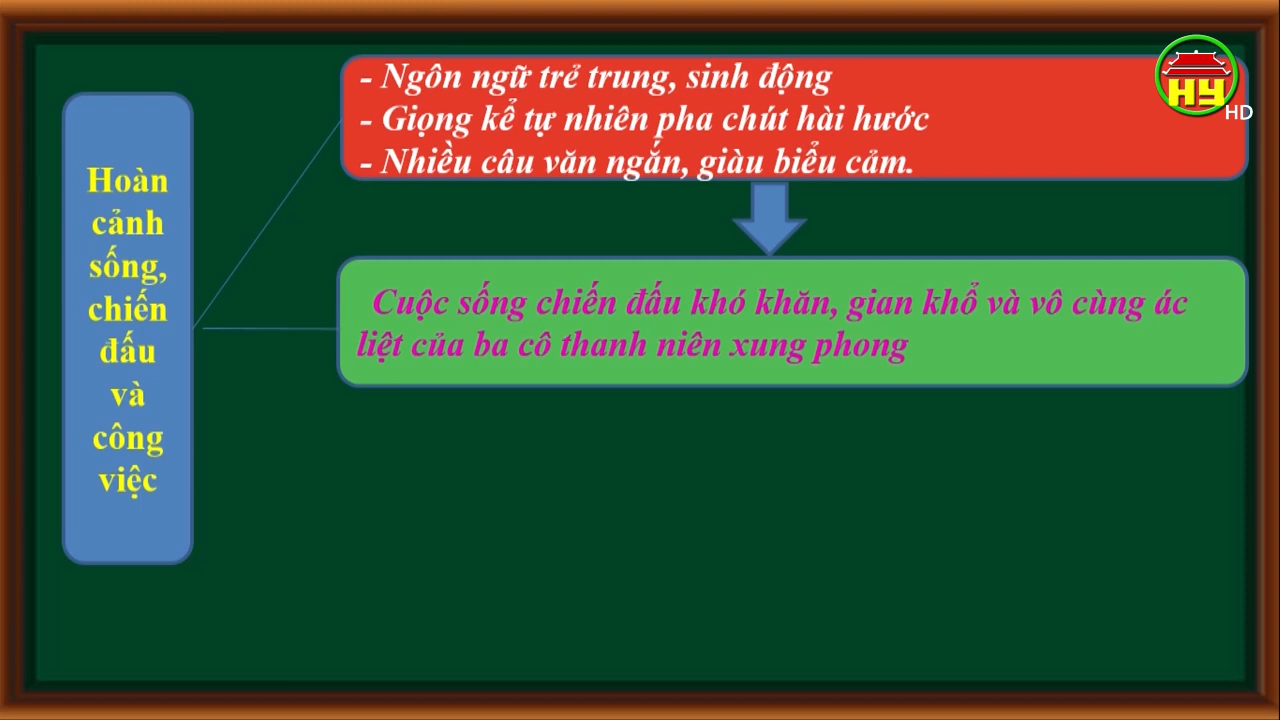 Hoàn
cảnh
sống,
chiến
đấu
và
công
việc
- Ngôn ngữ trẻ trung, sinh động
- Giọng kể tự nhiên pha chút hài hước
- Nhiều câu văn ngắn, giàu biểu cảm.
Cuộc sống chiến đấu khó khăn, gian khổ và vô cùng ác
liệt của ba cô thanh niên xung phong
HY
HD